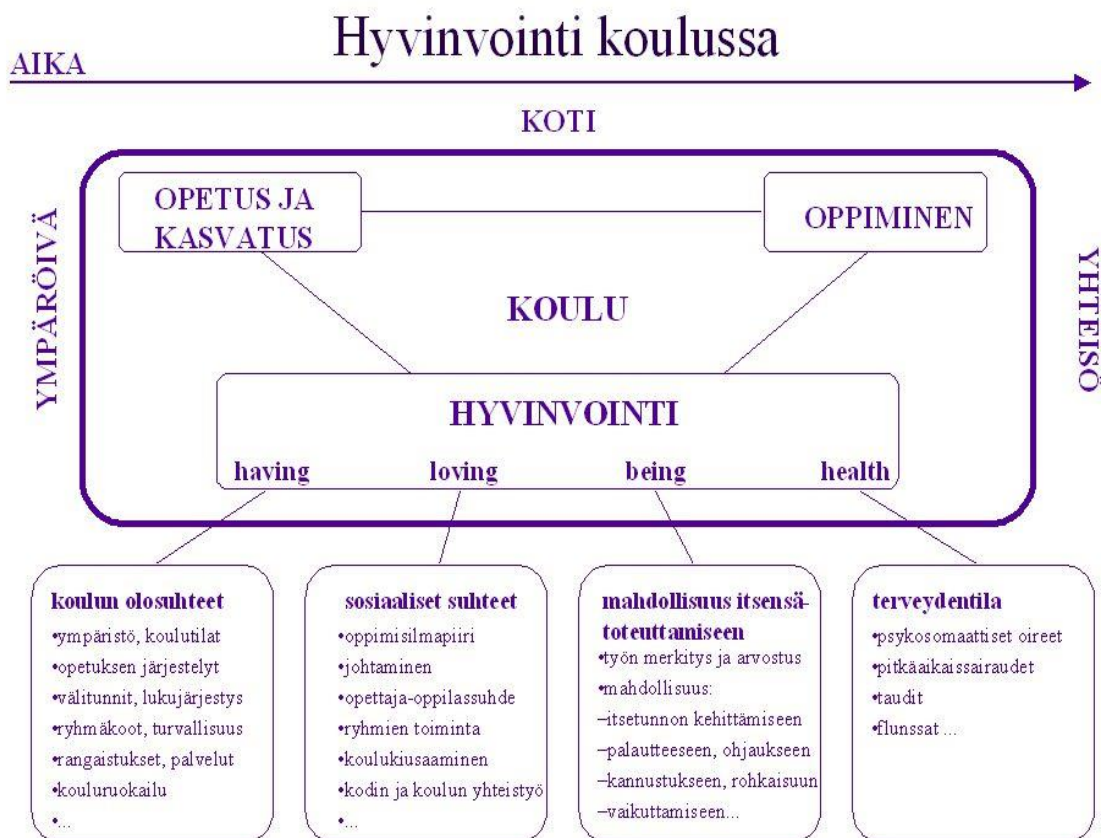 Hyvinvointi koulussa
AIKA
KOTI
YMPÄRÖIVÄ
YHTEISÖ
OPETUS JA
KASVATUS
OPPIMINEN
KOULU
HYVINVOINTI
having loving being health
koulun olosuhteet
•ympäristö, koulutilat
•opetuksen järjestelyt
•välitunnit, lukujärjestys
•ryhmäkoot, turvallisuus
•rangaistukset, palvelut
•kouluruokailu
•...
sosiaaliset suhteet
•oppimisilmapiiri
•johtaminen
•opettaja-oppilassuhde
•ryhmien toiminta
•koulukiusaaminen
•kodin ja koulun yhteistyö
•...
mahdollisuus itsensä-
toteuttamiseen
•työn merkitys ja arvostus
•mahdollisuus:
–itsetunnon kehittämiseen
–palautteeseen, ohjaukseen
–kannustukseen, rohkaisuun
–vaikuttamiseen...
terveydentila
•psykosomaattiset oireet
•pitkäaikaissairaudet
•taudit
•flunssat ...